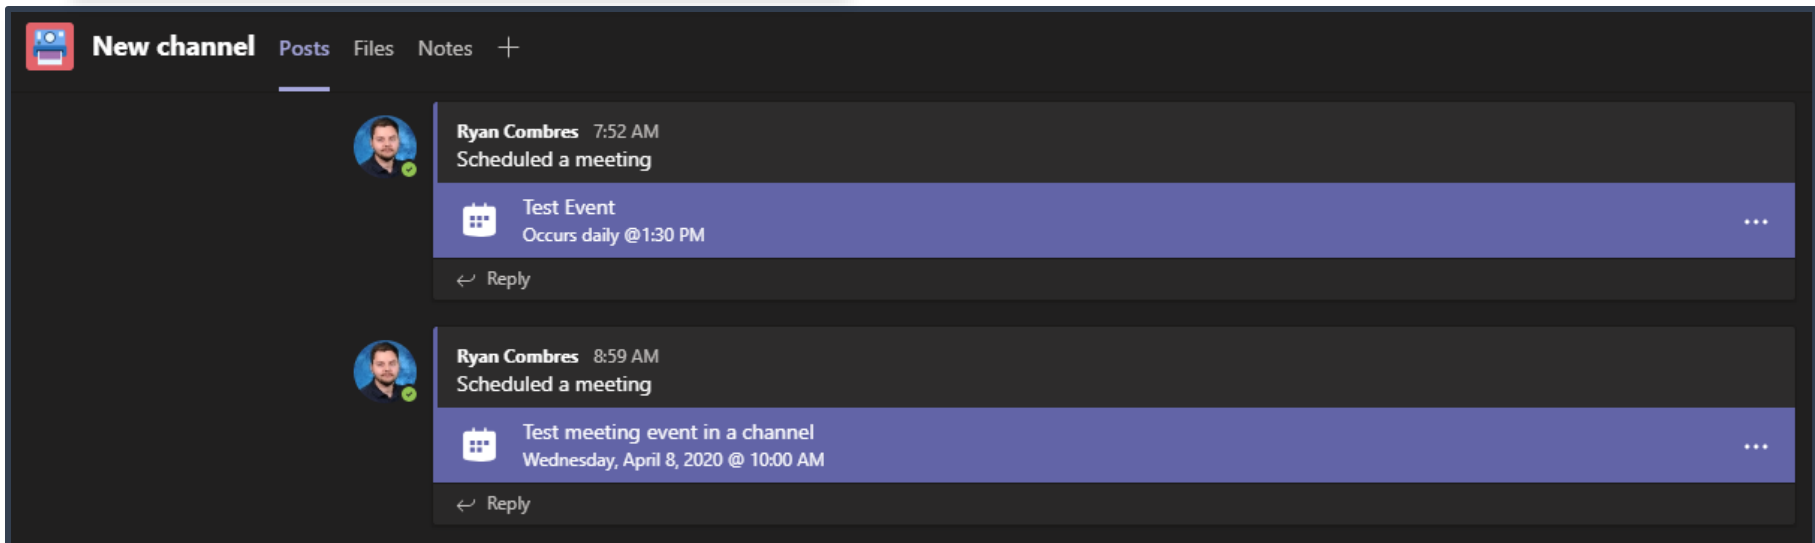 New channel Posts Files Notes
Ryan Combres 7:52 AM
Scheduled a meeting
Test Event
Occurs daily @1:30 PM
Reply
Ryan Combres 8:59 AM
Scheduled a meeting
Test meeting event in a channel
Wednesday, April 8, 2020 @ 10:00 AM
Reply